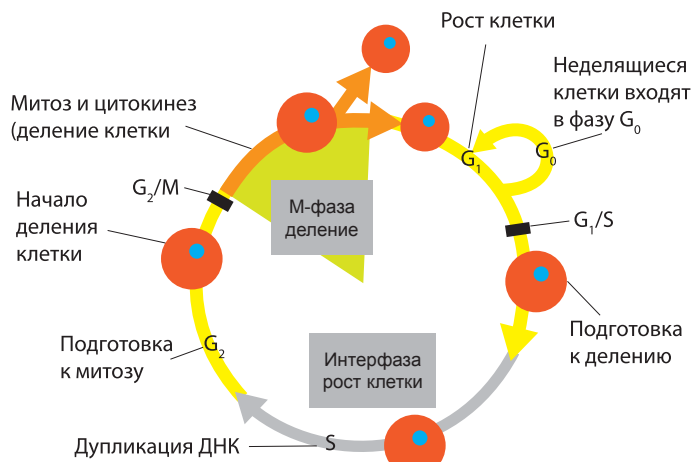 Рост клетки
Неделящиеся
клетки входят
в фазу G₀
Митоз и цитокинез
(деление клетки
G₁
G₀
G₂/M
М-фаза
деление
Начало
деления
клетки
G₁/S
Подготовка
к делению
Подготовка
к митозу
G₂
Интерфаза
рост клетки
Дупликация ДНК
S